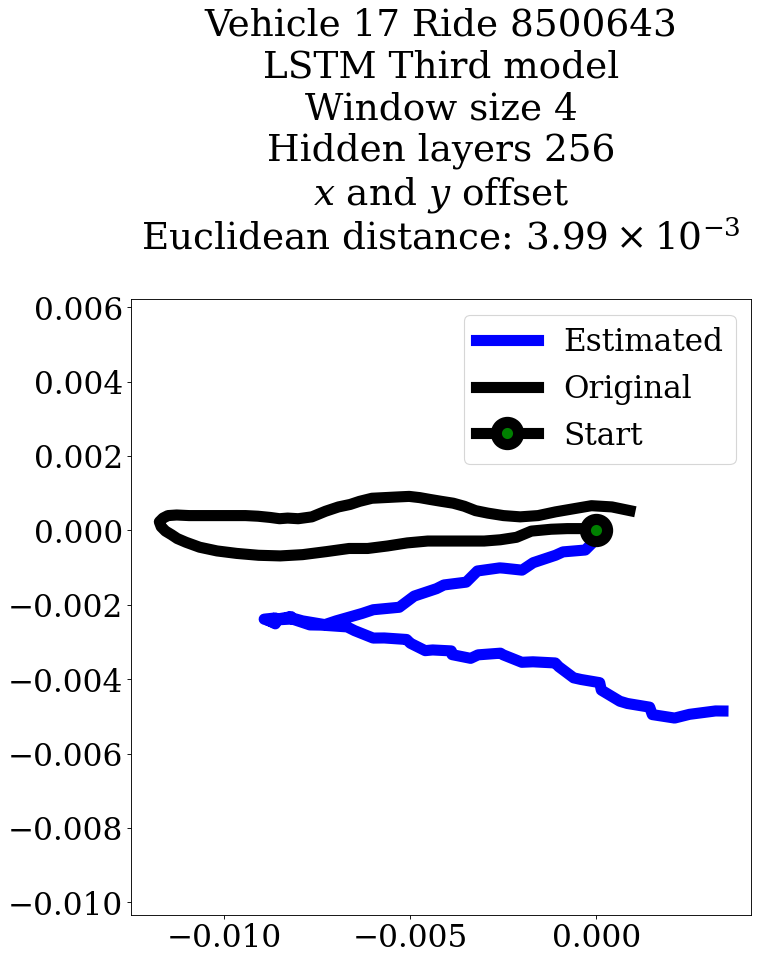 Vehicle 17 Ride 8500643
LSTM Third model
Window size 4
Hidden layers 256
x and y offset
Euclidean distance: 3.99 × 10⁻³
Estimated
Original
Start
0.006
0.004
0.002
0.000
−0.002
−0.004
−0.006
−0.008
−0.010
−0.010 −0.005 0.000